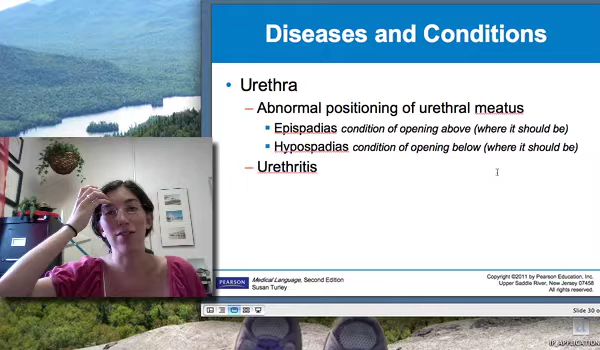 Diseases and Conditions
• Urethra
– Abnormal positioning of urethral meatus
▪ Epispadias condition of opening above (where it should be)
▪ Hypospadias condition of opening below (where it should be)
– Urethritis
PEARSON
Medical Language, Second Edition
Susan Turley
Copyright ©2011 by Pearson Education, Inc.
Upper Saddle River, New Jersey 07458
All rights reserved.
Slide 30 o
IP_APPLICATION